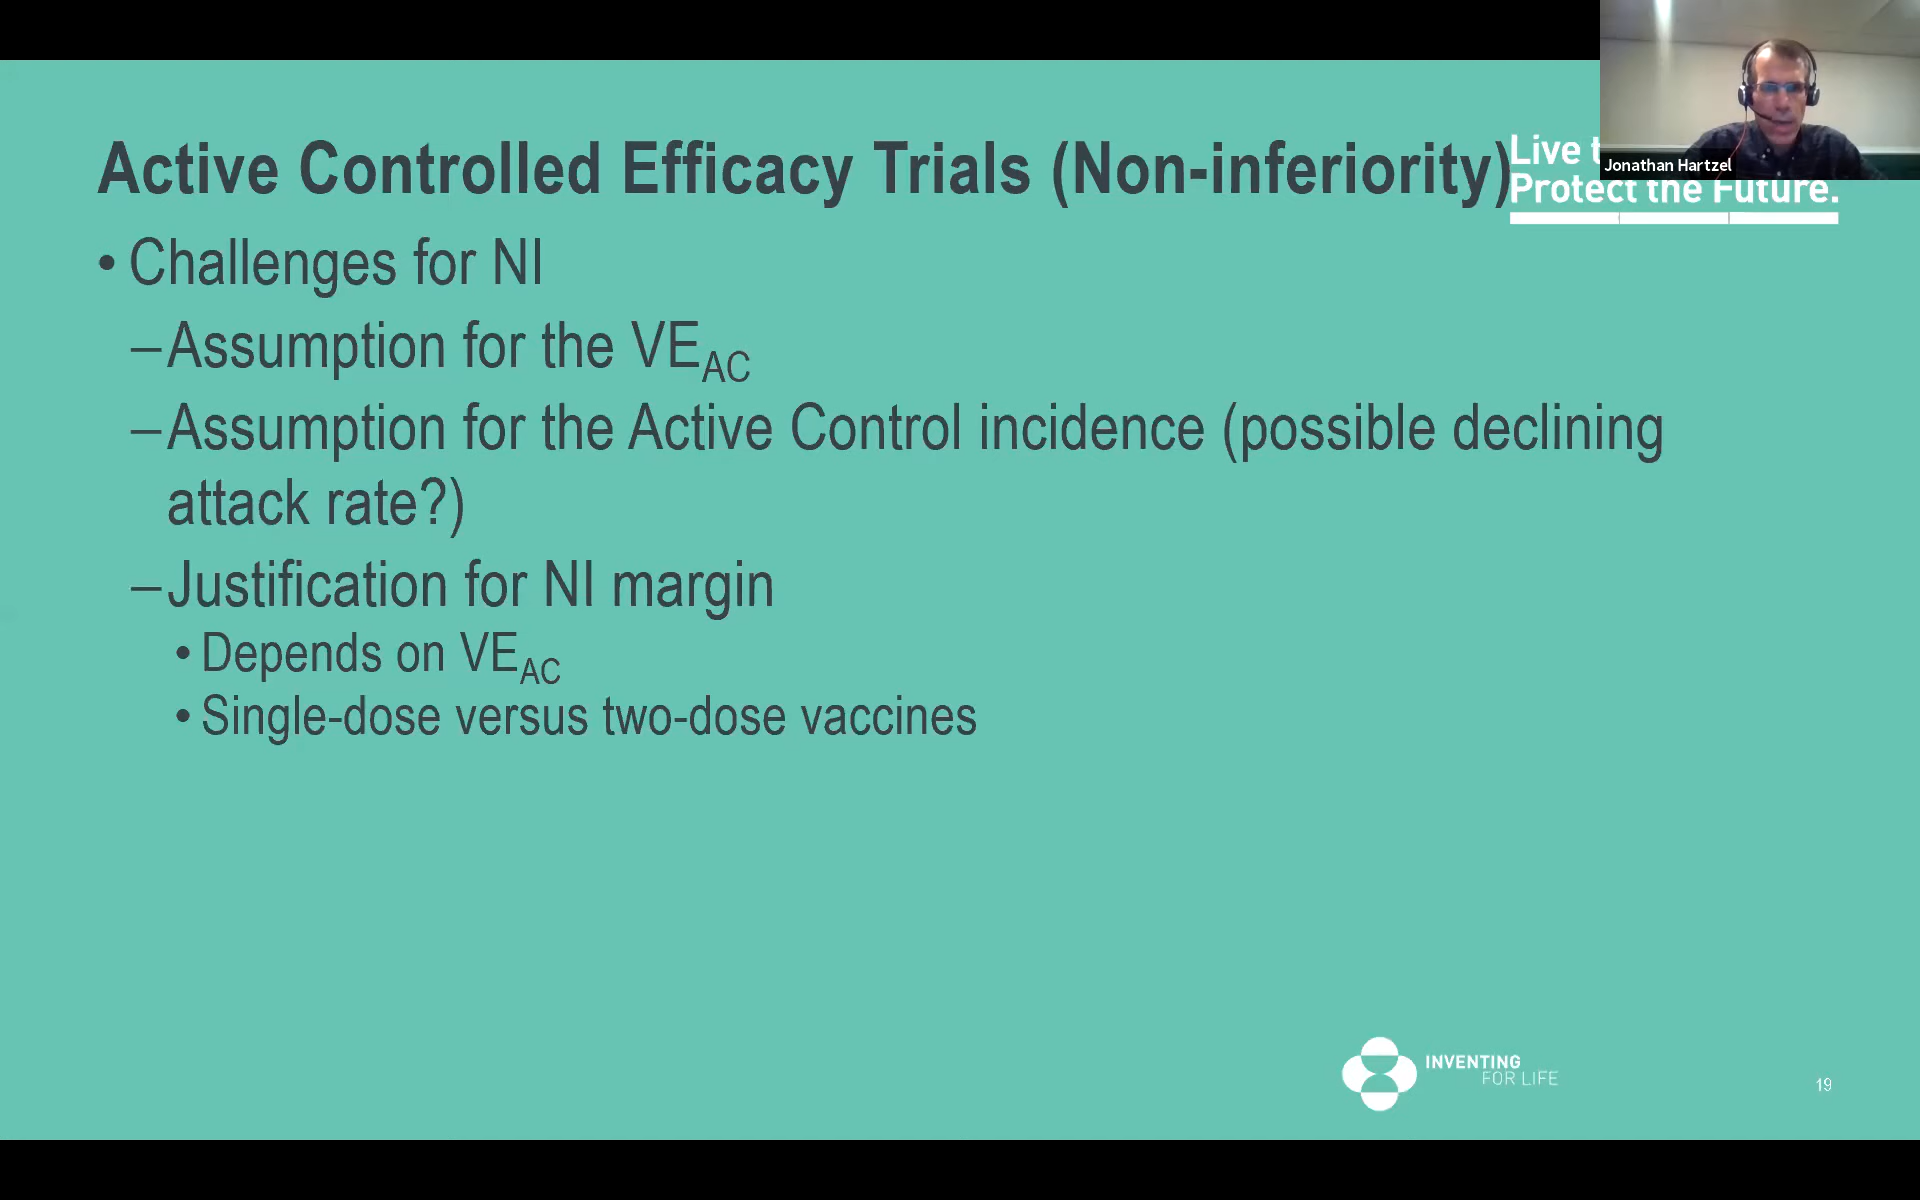 Active Controlled Efficacy Trials (Non-inferiority)
Live
Protect the Future.
Jonathan Hartzel
• Challenges for NI
–Assumption for the VEAC
–Assumption for the Active Control incidence (possible declining
attack rate?)
–Justification for NI margin
• Depends on VEAC
• Single-dose versus two-dose vaccines
INVENTING
FOR LIFE
19